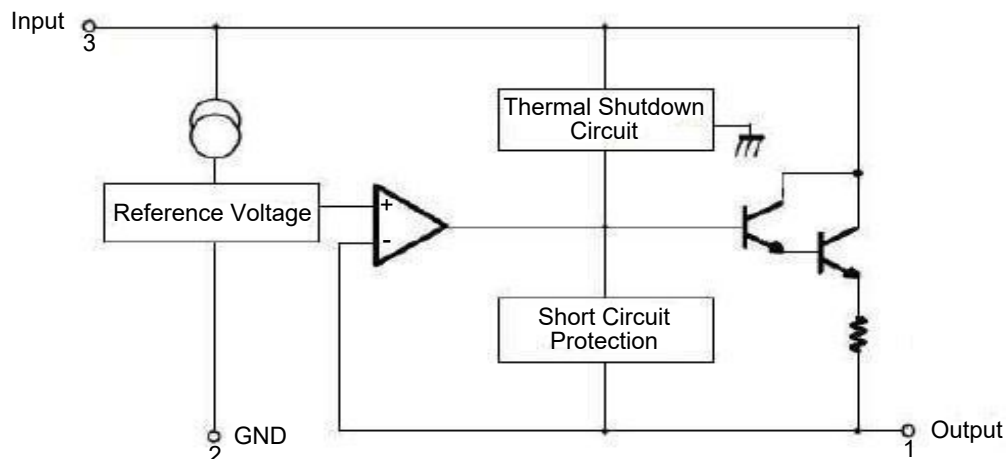 Input
3
Thermal Shutdown
Circuit
Reference Voltage
+
-
Short Circuit
Protection
GND
2
Output
1